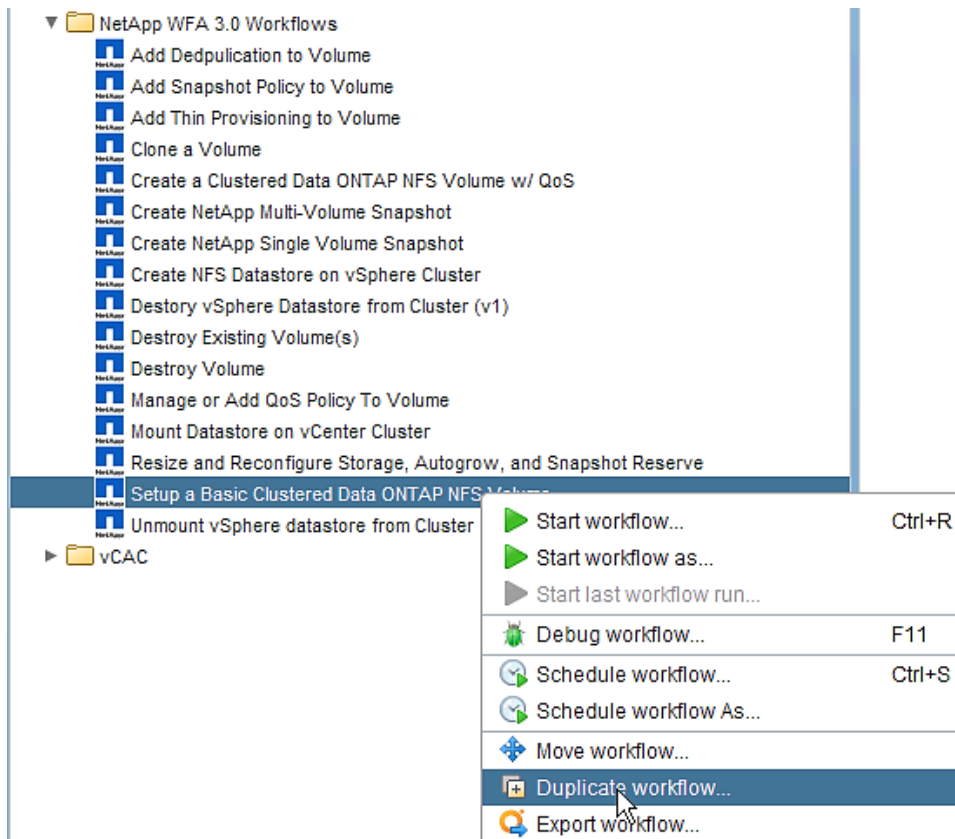 NetApp WFA 3.0 Workflows
Add Dedpulication to Volume
Add Snapshot Policy to Volume
Add Thin Provisioning to Volume
Clone a Volume
Create a Clustered Data ONTAP NFS Volume w/ QoS
Create NetApp Multi-Volume Snapshot
Create NetApp Single Volume Snapshot
Create NFS Datastore on vSphere Cluster
Destory vSphere Datastore from Cluster (v1)
Destroy Existing Volume(s)
Destroy Volume
Manage or Add QoS Policy To Volume
Mount Datastore on vCenter Cluster
Resize and Reconfigure Storage, Autogrow, and Snapshot Reserve
Setup a Basic Clustered Data ONTAP NFS Volume
Unmount vSphere datastore from Cluster
vCAC
Start workflow... Ctrl+R
Start workflow as...
Start last workflow run...
Debug workflow... F11
Schedule workflow... Ctrl+S
Schedule workflow As...
Move workflow...
Duplicate workflow...
Export workflow...